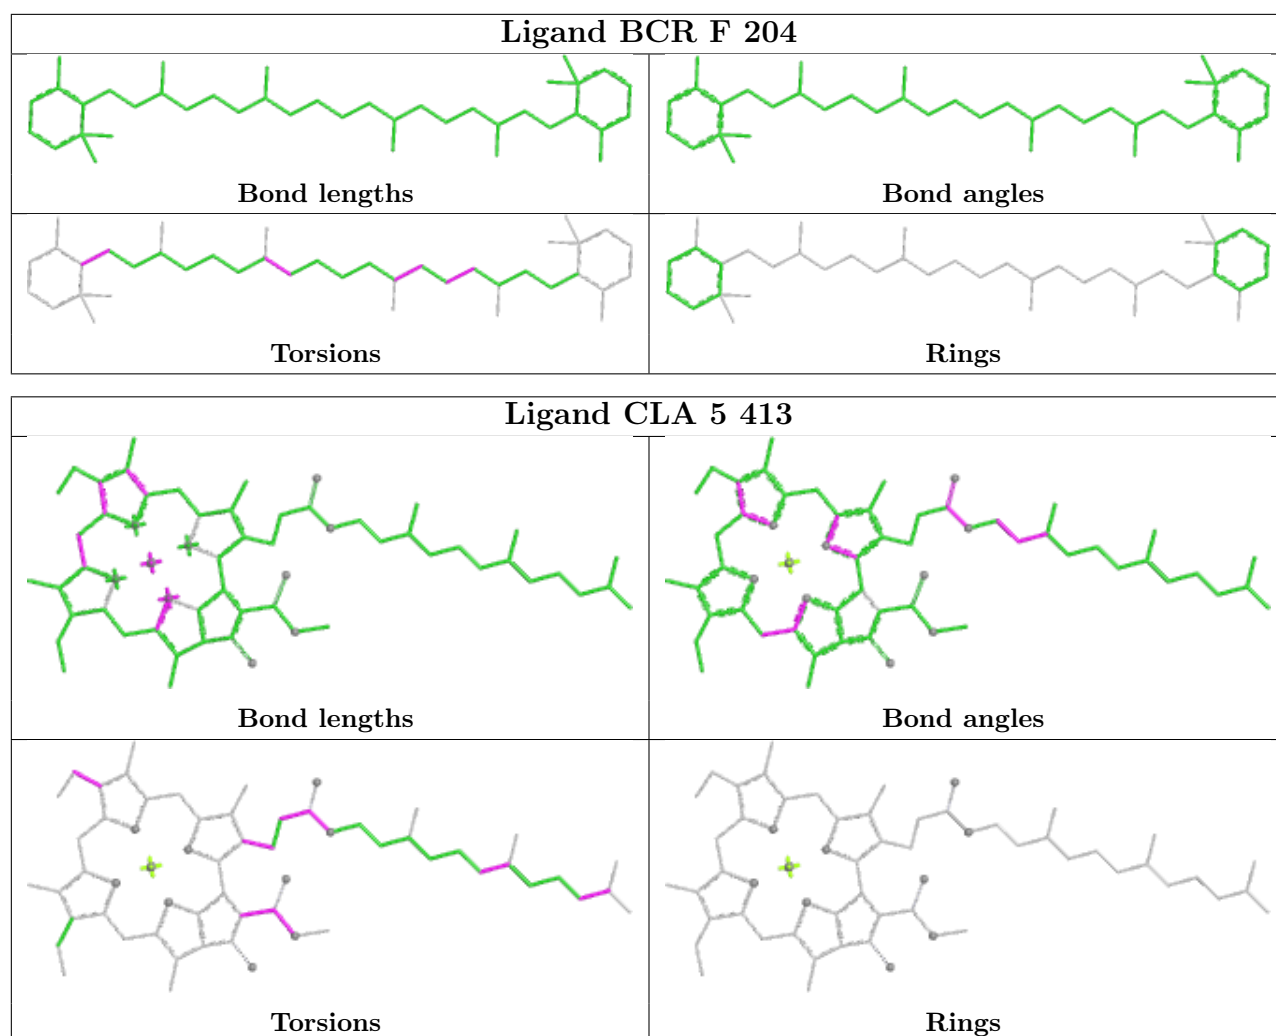 Ligand BCR F 204
Bond lengths
Bond angles
Torsions
Rings
Ligand CLA 5 413
Bond lengths
Bond angles
Torsions
Rings